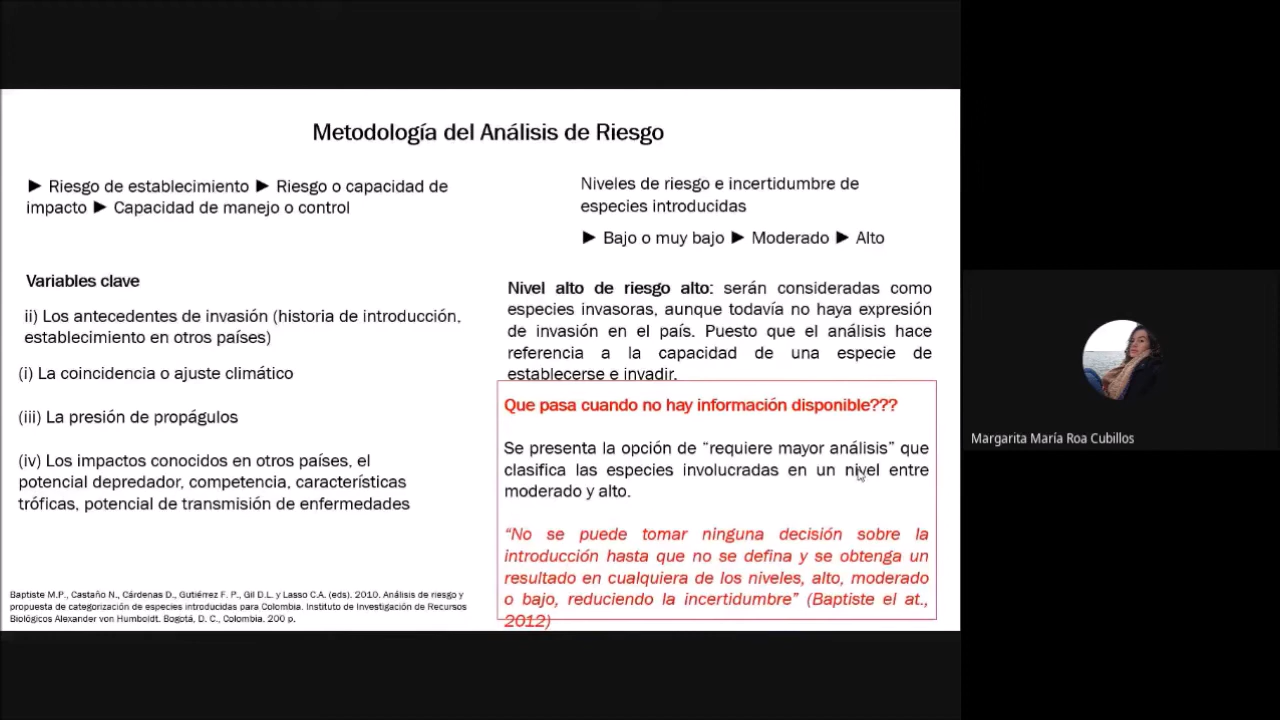 Metodología del Análisis de Riesgo
► Riesgo de establecimiento ► Riesgo o capacidad de
impacto ► Capacidad de manejo o control
Variables clave
ii) Los antecedentes de invasión (historia de introducción,
establecimiento en otros países)
(i) La coincidencia o ajuste climático
(iii) La presión de propágulos
(iv) Los impactos conocidos en otros países, el
potencial depredador, competencia, características
tróficas, potencial de transmisión de enfermedades
Baptiste M.P., Castaño N., Cárdenas D., Gutiérrez F. P., Gil D.L. y Lasso C.A. (eds). 2010. Análisis de riesgo y
propuesta de categorización de especies introducidas para Colombia. Instituto de Investigación de Recursos
Biológicos Alexander von Humboldt. Bogotá, D. C., Colombia. 200 p.
Niveles de riesgo e incertidumbre de
especies introducidas
► Bajo o muy bajo ► Moderado ► Alto
Nivel alto de riesgo alto: serán consideradas como
especies invasoras, aunque todavía no haya expresión
de invasión en el país. Puesto que el análisis hace
referencia a la capacidad de una especie de
establecerse e invadir.
Que pasa cuando no hay información disponible???
Se presenta la opción de “requiere mayor análisis” que
clasifica las especies involucradas en un nivel entre
moderado y alto.
“No se puede tomar ninguna decisión sobre la
introducción hasta que no se defina y se obtenga un
resultado en cualquiera de los niveles, alto, moderado
o bajo, reduciendo la incertidumbre” (Baptiste el at.,
2012)
Margarita María Roa Cubillos